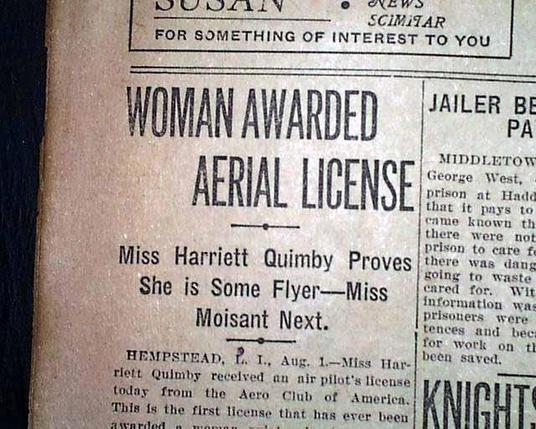 SUSAN
NEWS
SCIMITAR
FOR SOMETHING OF INTEREST TO YOU
WOMAN AWARDED
AERIAL LICENSE
Miss Harriett Quimby Proves
She is Some Flyer—Miss
Moisant Next.
HEMPSTEAD, L. I., Aug. 1.—Miss Har-
riett Quimby received an air pilot's license
today from the Aero Club of America.
This is the first license that has ever been
awarded a woman
JAILER BE
PA
MIDDLETOW
George West,
prison at Hadd
that it pays to
came known th
there were not
prison to care fo
there was dang
going to waste
cared for. Wit
information was
prisoners were
tences and beca
for work on th
been saved.
KNIGHTS